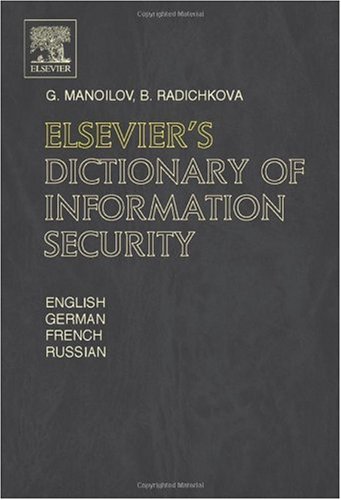 ELSEVIER
G. MANOILOV, B. RADICHKOVA
ELSEVIER'S
DICTIONARY OF
INFORMATION
SECURITY
ENGLISH
GERMAN
FRENCH
RUSSIAN